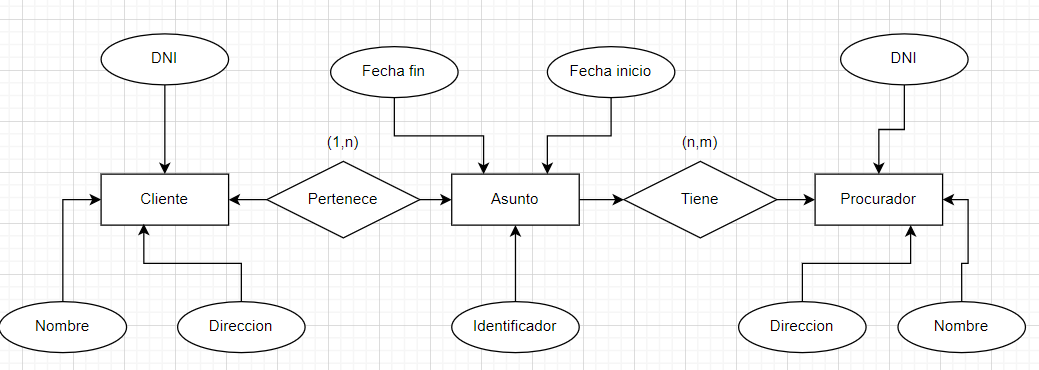 DNI
Fecha fin
Fecha inicio
DNI
(1,n)
(n,m)
Cliente
Pertenece
Asunto
Tiene
Procurador
Nombre
Direccion
Identificador
Direccion
Nombre